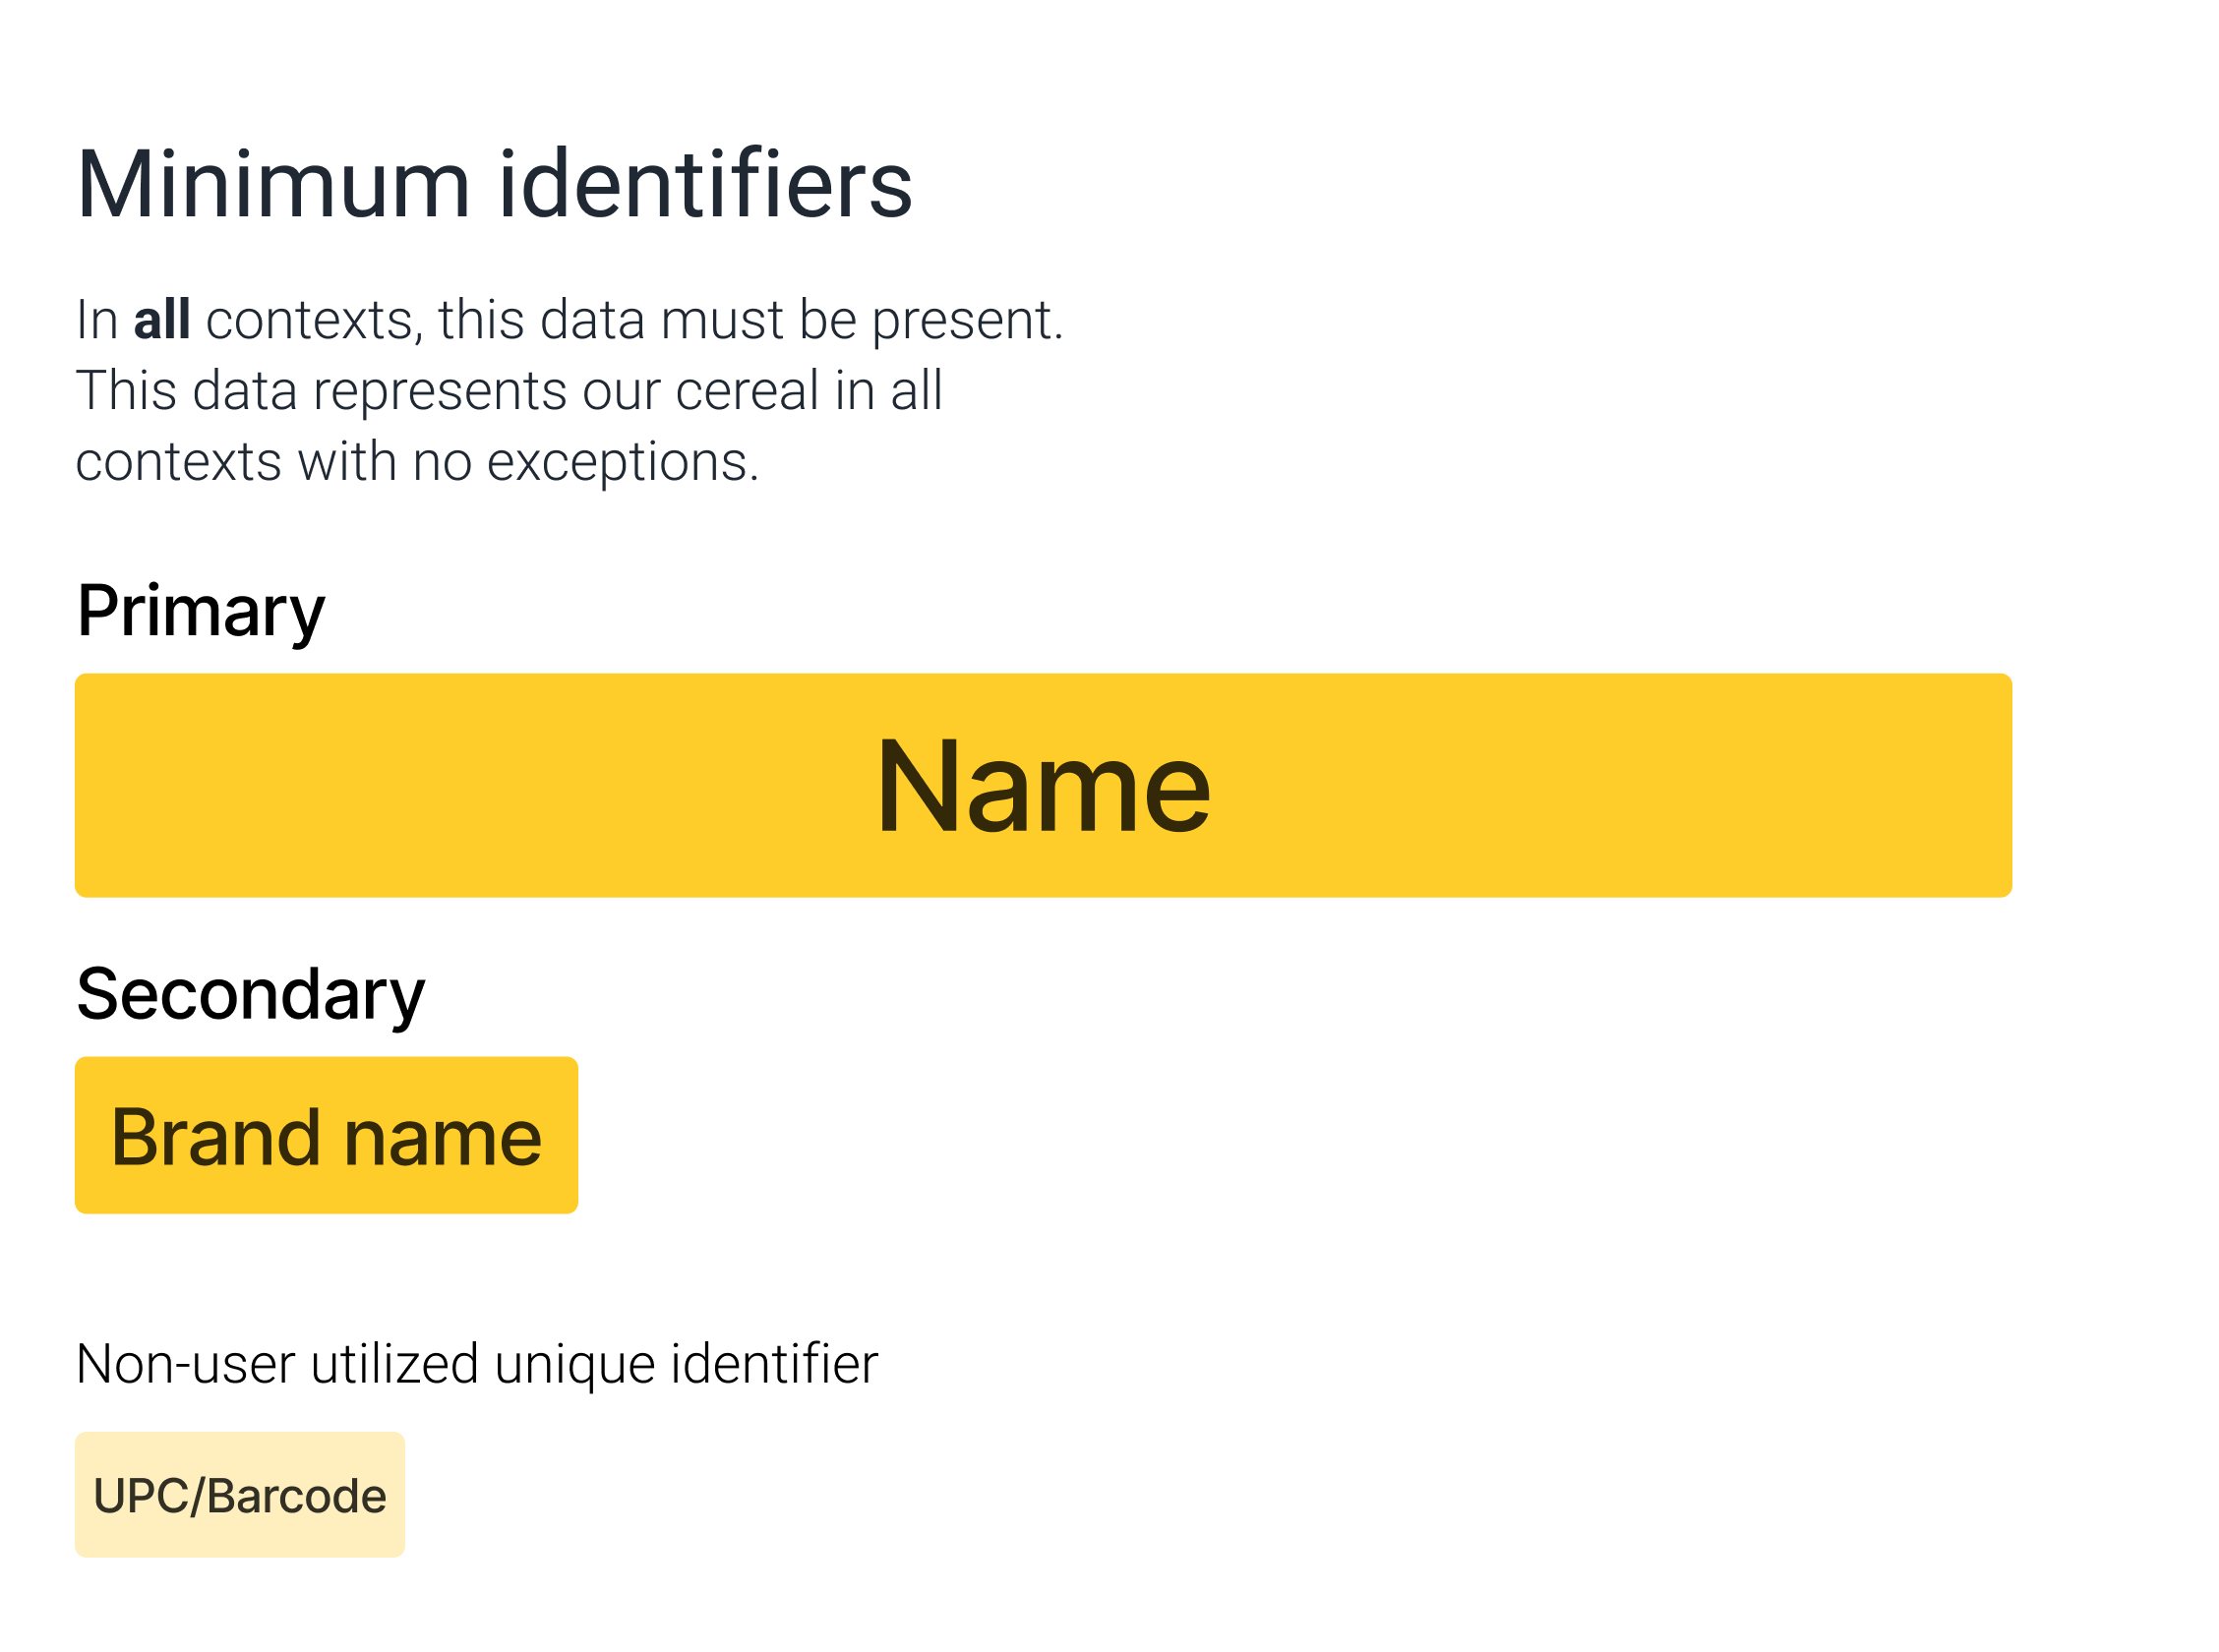 Minimum identifiers
In all contexts, this data must be present.
This data represents our cereal in all
contexts with no exceptions.
Primary
Name
Secondary
Brand name
Non-user utilized unique identifier
UPC/Barcode